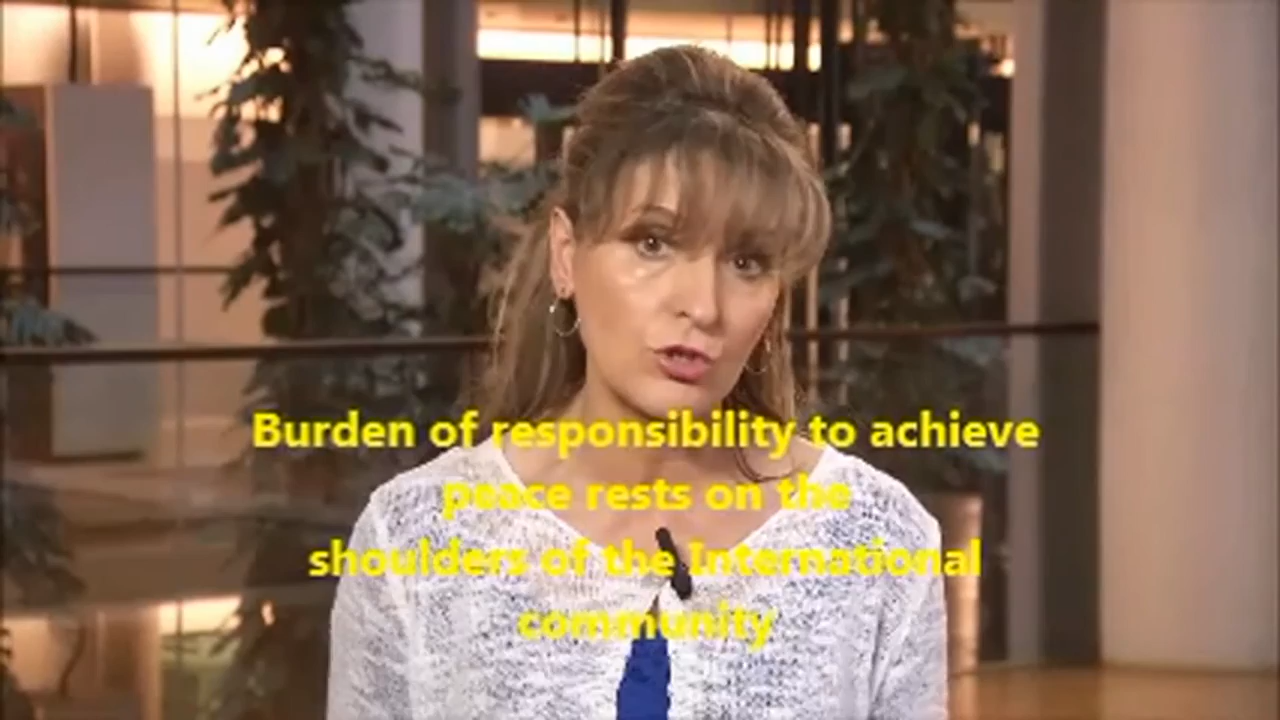 Burden of responsibility to achieve
peace rests on the
shoulders of the International
community